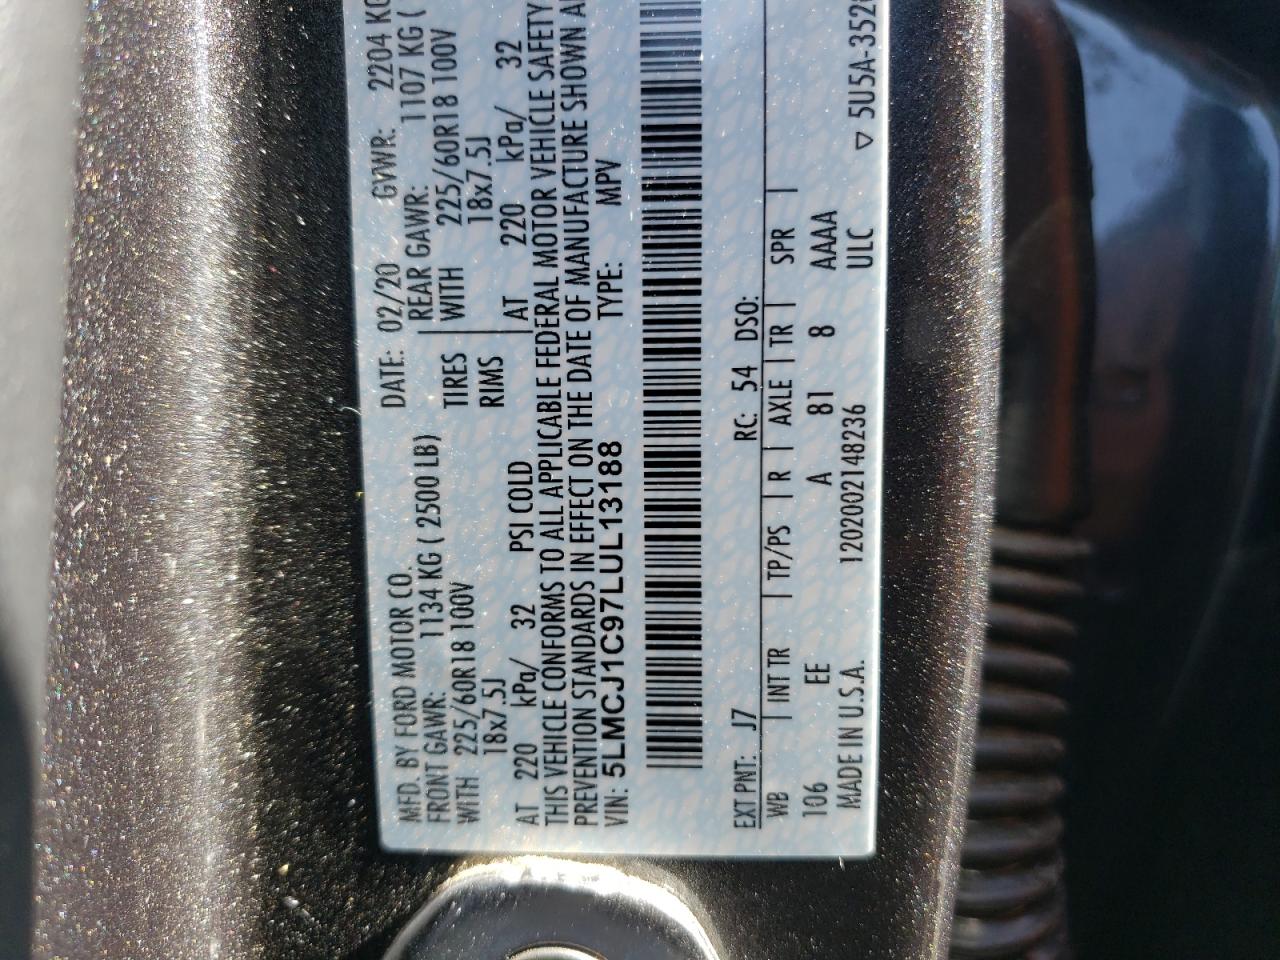 MFD. BY FORD MOTOR CO. DATE: 02/20 GVWR: 2204 KG
FRONT GAWR: 1134 KG ( 2500 LB) REAR GAWR: 1107 KG (
WITH 225/60R18 100V TIRES WITH 225/60R18 100V
18x7.5J RIMS 18x7.5J
AT 220 kPa/ 32 PSI COLD AT 220 kPa/ 32
THIS VEHICLE CONFORMS TO ALL APPLICABLE FEDERAL MOTOR VEHICLE SAFETY
PREVENTION STANDARDS IN EFFECT ON THE DATE OF MANUFACTURE SHOWN
VIN: 5LMCJ1C97LUL13188 TYPE: MPV
EXT PNT: J7 RC: 54 DSO:
WB | INT TR | TP/PS | R | AXLE | TR | SPR |
106 EE A 81 8 AAAA
MADE IN U.S.A. 1202002148236 ULC ▽ 5U5A-3520